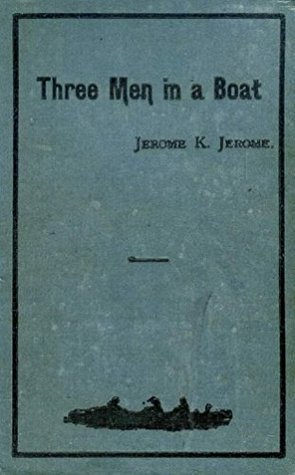 Three Men in a Boat
JEROME K. JEROME.